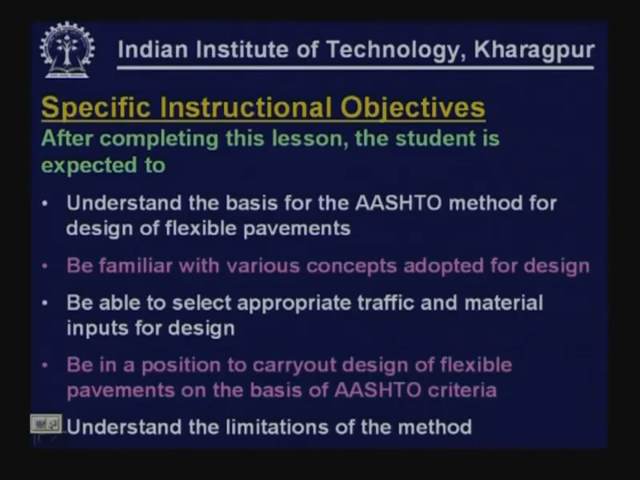 Indian Institute of Technology, Kharagpur
Specific Instructional Objectives
After completing this lesson, the student is
expected to
• Understand the basis for the AASHTO method for
design of flexible pavements
• Be familiar with various concepts adopted for design
• Be able to select appropriate traffic and material
inputs for design
• Be in a position to carryout design of flexible
pavements on the basis of AASHTO criteria
Understand the limitations of the method